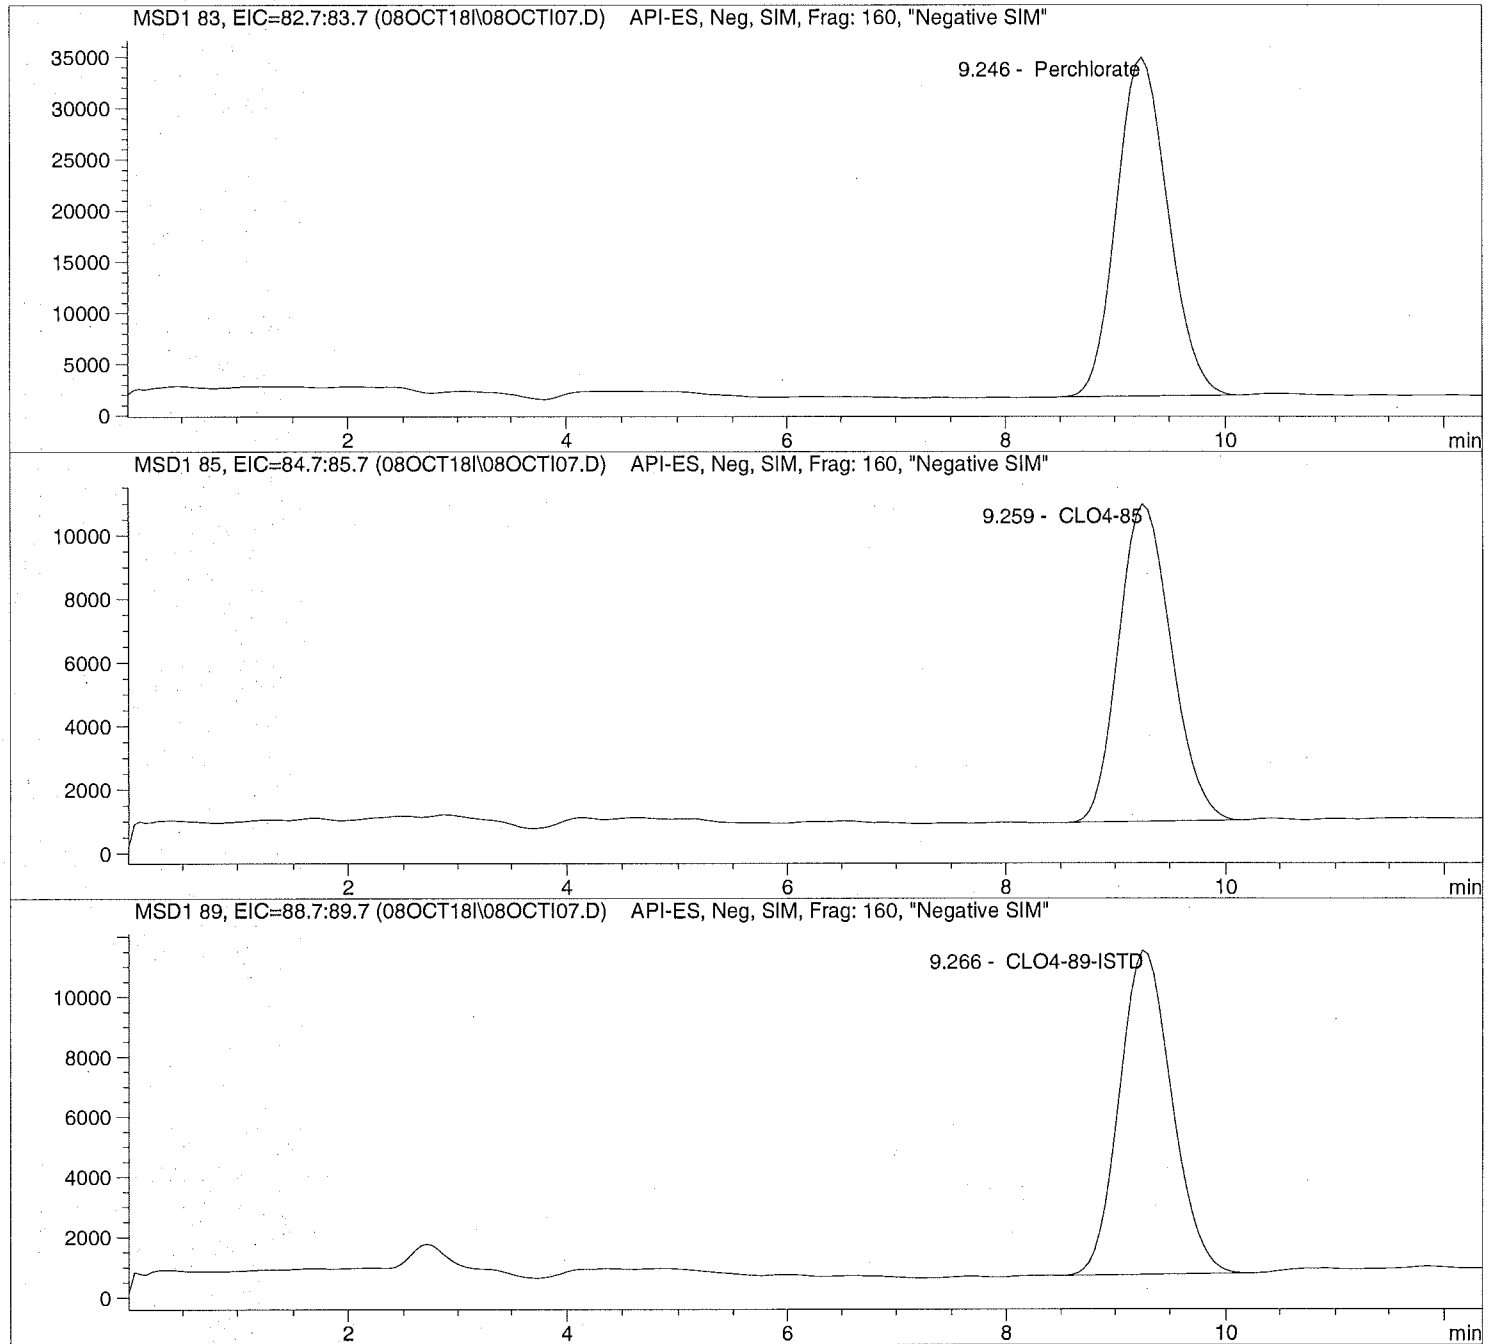 MSD1 83, EIC=82.7:83.7 (08OCT18I\08OCTI07.D) API-ES, Neg, SIM, Frag: 160, "Negative SIM"
35000
9.246 - Perchlorate
30000
25000
20000
15000
10000
5000
0
2 4 6 8 10 min
MSD1 85, EIC=84.7:85.7 (08OCT18I\08OCTI07.D) API-ES, Neg, SIM, Frag: 160, "Negative SIM"
9.259 - CLO4-85
10000
8000
6000
4000
2000
0
2 4 6 8 10 min
MSD1 89, EIC=88.7:89.7 (08OCT18I\08OCTI07.D) API-ES, Neg, SIM, Frag: 160, "Negative SIM"
9.266 - CLO4-89-ISTD
10000
8000
6000
4000
2000
0
2 4 6 8 10 min